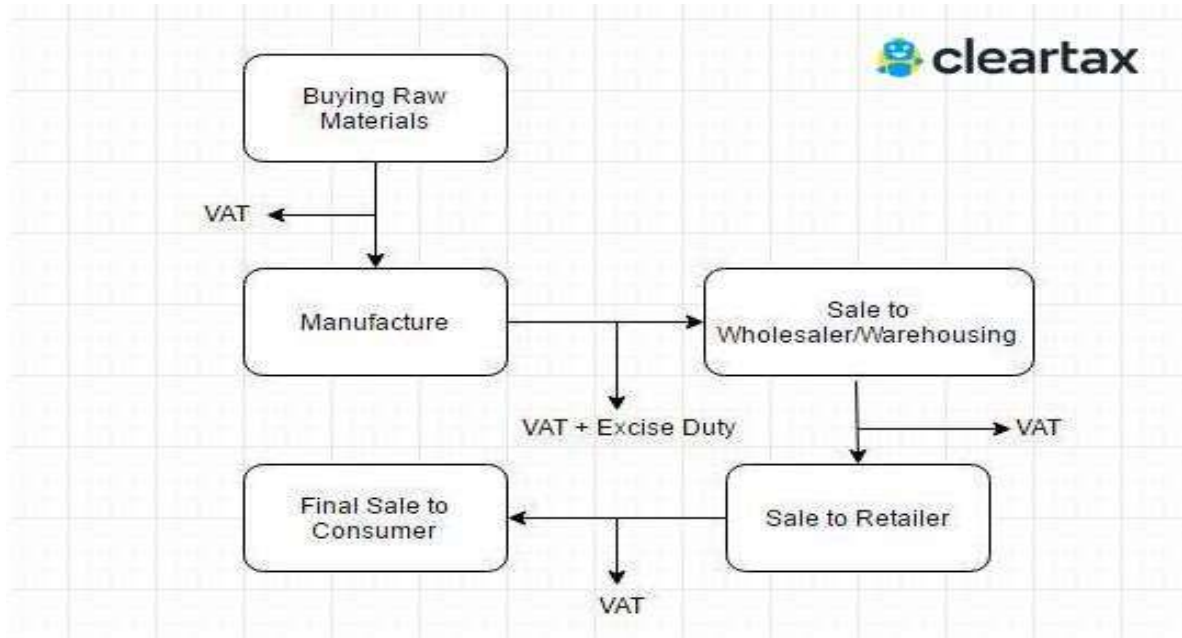 cleartax
Buying Raw
Materials
VAT
Manufacture
Sale to
Wholesaler/Warehousing
VAT + Excise Duty
VAT
Final Sale to
Consumer
Sale to Retailer
VAT